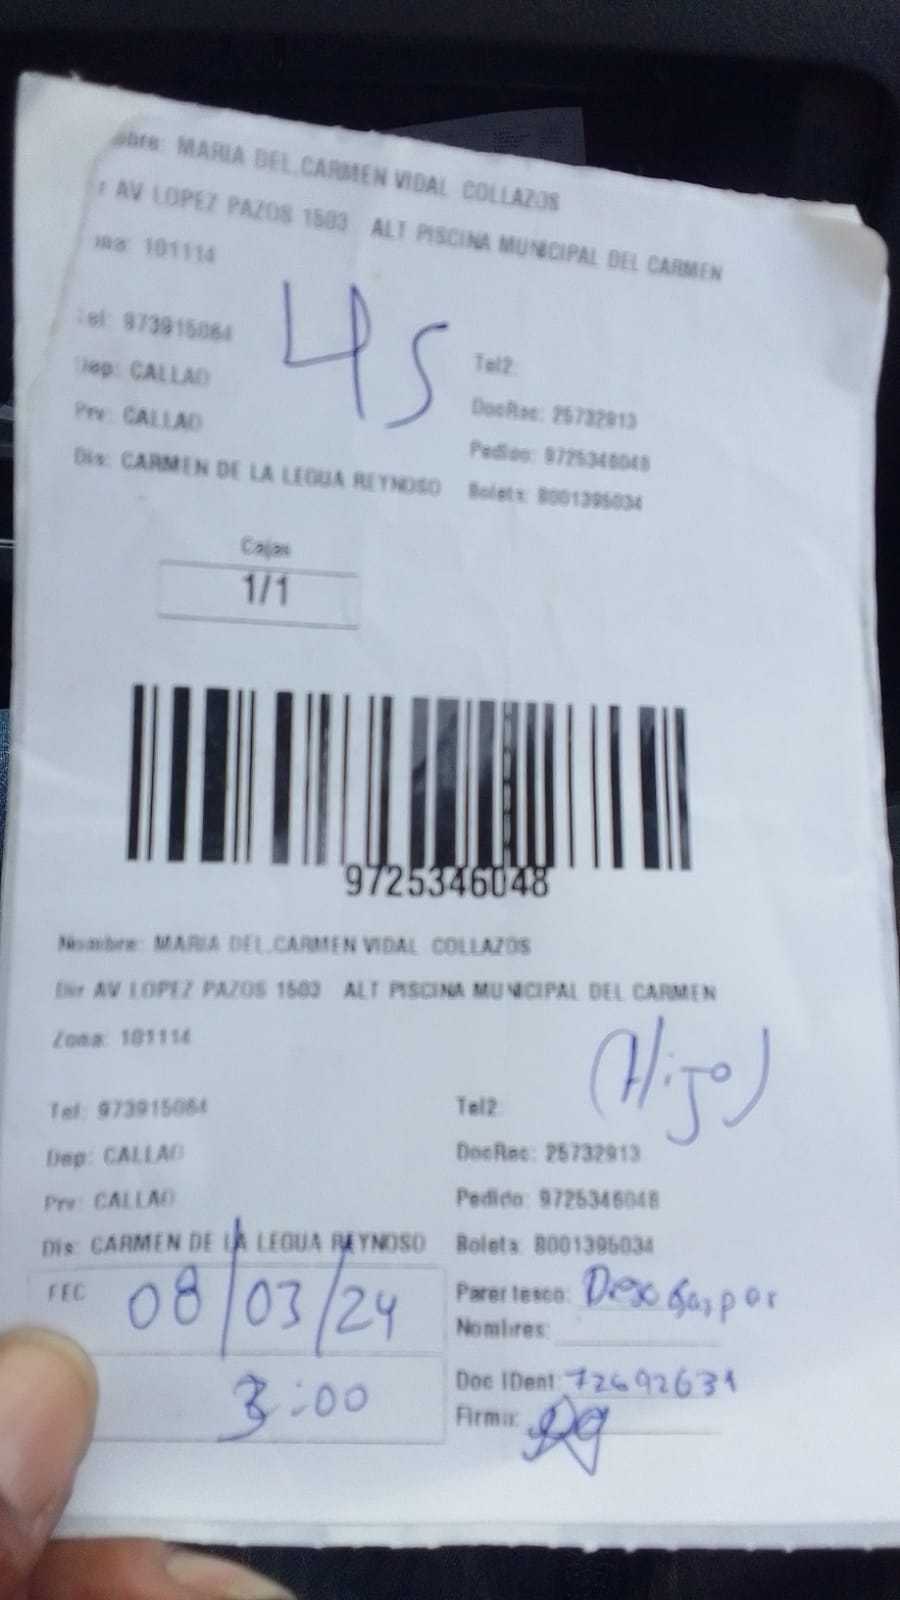 mbre: MARIA DEL.CARMEN VIDAL COLLAZOS
r AV LOPEZ PAZOS 1503 ALT PISCINA MUNICIPAL DEL CARMEN
ona: 101114
45
Tel: 973915064
Tel2:
Dep: CALLAO
DocRec: 25732913
Prv: CALLAO
Pedido: 9725346048
Dis: CARMEN DE LA LEGUA REYNOSO
Boleta: B001395034
Cajas
1/1
9725346048
Nombre: MARIA DEL.CARMEN VIDAL COLLAZOS
Dir AV LOPEZ PAZOS 1503 ALT PISCINA MUNICIPAL DEL CARMEN
Zona: 101114
(Hijo)
Tel: 973915064
Tel2:
Dep: CALLAO
DocRec: 25732913
Prv: CALLAO
Pedido: 9725346048
Dis: CARMEN DE LA LEGUA REYNOSO
Boleta: B001395034
FEC 08/03/24
Parentesco:
Nombres:
3:00
Doc IDent: 72692631
Firma: